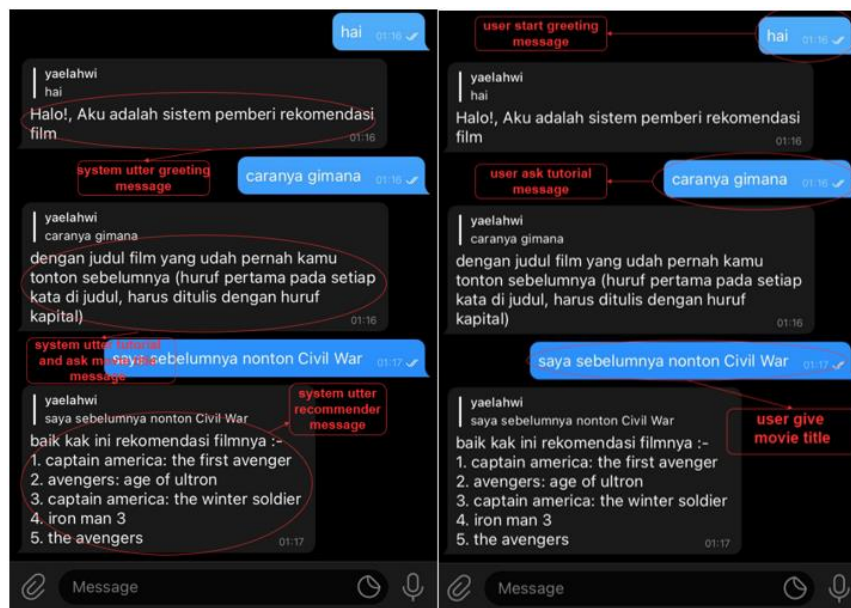 hai 01:16
yaelahwi
hai
Halo!, Aku adalah sistem pemberi rekomendasi
film 01:16
system utter greeting
message
caranya gimana 01:16
yaelahwi
caranya gimana
dengan judul film yang udah pernah kamu
tonton sebelumnya (huruf pertama pada setiap
kata di judul, harus ditulis dengan huruf
kapital) 01:16
system utter tutorial
and ask movie title
message
saya sebelumnya nonton Civil War 01:17
system utter
recommender
message
yaelahwi
saya sebelumnya nonton Civil War
baik kak ini rekomendasi filmnya :-
1. captain america: the first avenger
2. avengers: age of ultron
3. captain america: the winter soldier
4. iron man 3
5. the avengers 01:17
Message
user start greeting
message
hai 01:16
yaelahwi
hai
Halo!, Aku adalah sistem pemberi rekomendasi
film 01:16
user ask tutorial
message
caranya gimana 01:16
yaelahwi
caranya gimana
dengan judul film yang udah pernah kamu
tonton sebelumnya (huruf pertama pada setiap
kata di judul, harus ditulis dengan huruf
kapital) 01:16
saya sebelumnya nonton Civil War 01:17
yaelahwi
saya sebelumnya nonton Civil War
user give
movie title
baik kak ini rekomendasi filmnya :-
1. captain america: the first avenger
2. avengers: age of ultron
3. captain america: the winter soldier
4. iron man 3
5. the avengers 01:17
Message